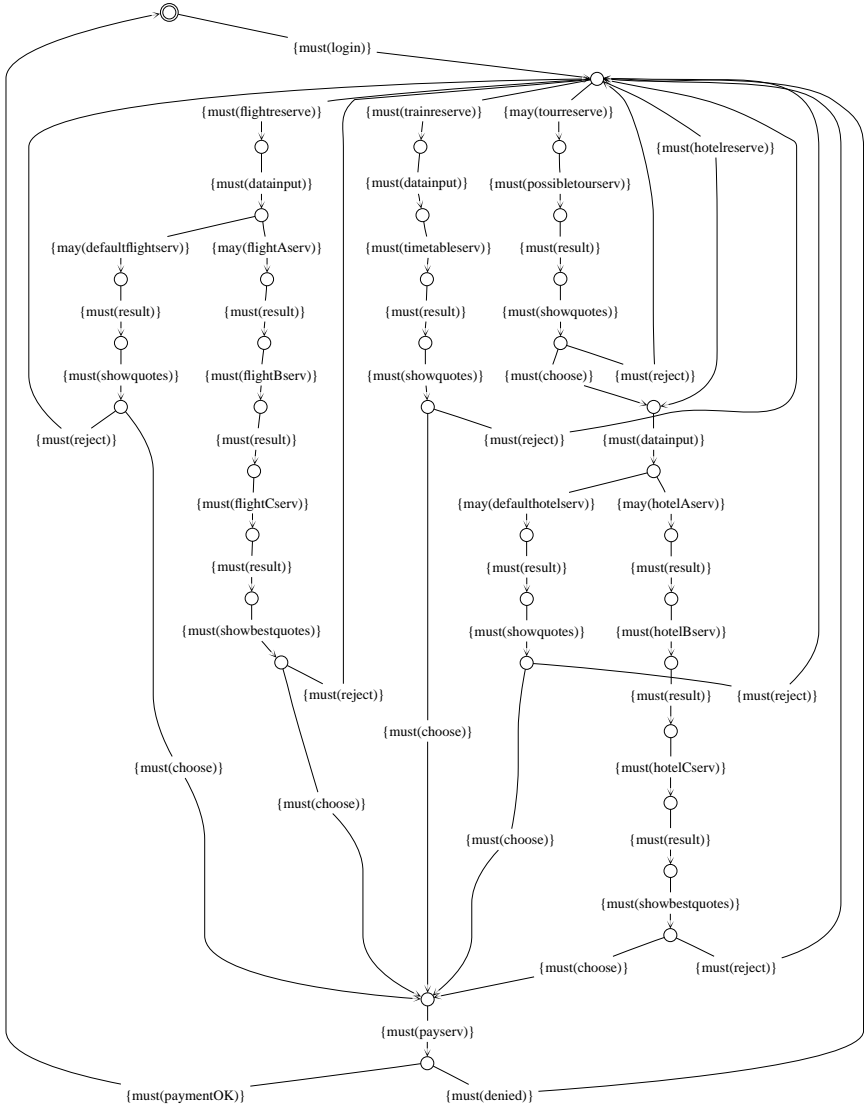 {must(login)}
{must(flightreserve)}
{must(trainreserve)}
{may(tourreserve)}
{must(hotelreserve)}
{must(datainput)}
{must(datainput)}
{must(possibletourserv)}
{may(defaultflightserv)}
{may(flightAserv)}
{must(timetableserv)}
{must(result)}
{must(result)}
{must(result)}
{must(result)}
{must(showquotes)}
{must(showquotes)}
{must(flightBserv)}
{must(showquotes)}
{must(choose)}
{must(reject)}
{must(reject)}
{must(result)}
{must(reject)}
{must(datainput)}
{must(flightCserv)}
{may(defaulthotelserv)}
{may(hotelAserv)}
{must(result)}
{must(result)}
{must(result)}
{must(showbestquotes)}
{must(showquotes)}
{must(hotelBserv)}
{must(reject)}
{must(result)}
{must(reject)}
{must(choose)}
{must(choose)}
{must(hotelCserv)}
{must(choose)}
{must(choose)}
{must(result)}
{must(showbestquotes)}
{must(choose)}
{must(reject)}
{must(payserv)}
{must(paymentOK)}
{must(denied)}